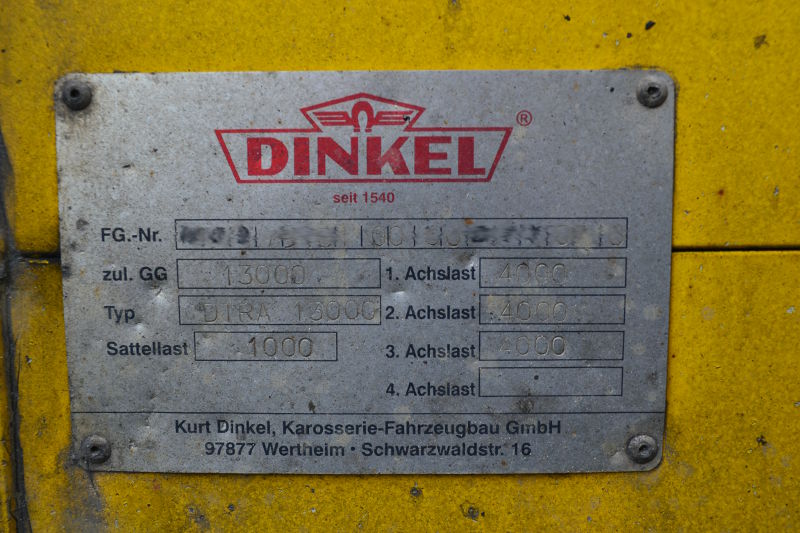 DINKEL ®
seit 1540
FG.-Nr.
zul. GG 13000 1. Achslast 4000
Typ DTRA 13000 2. Achslast 4000
Sattellast 1000 3. Achslast 4000
4. Achslast
Kurt Dinkel, Karosserie-Fahrzeugbau GmbH
97877 Wertheim • Schwarzwaldstr. 16